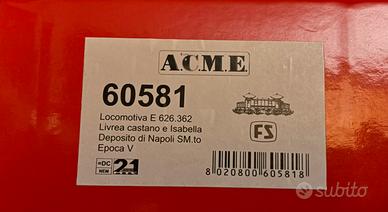 A.C.M.E.
60581
Locomotiva E 626.362
Livrea castano e Isabella
Deposito di Napoli SM.to
Epoca V
FS
=DC
NEW
21
8 020800 605818
subito